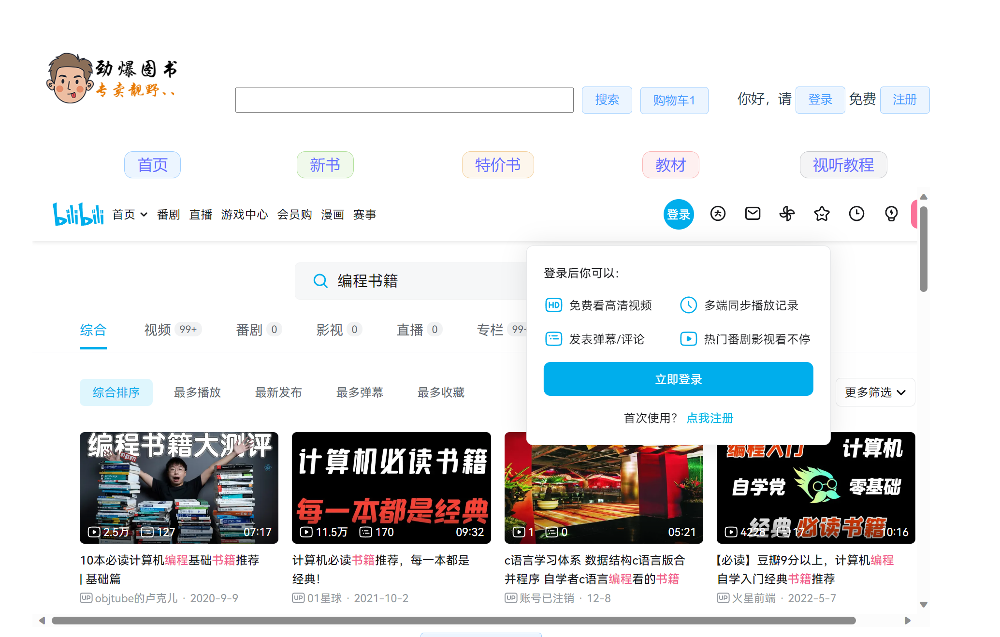 劲爆图书
专卖靓野、、
搜索
购物车1
你好，请 登录 免费 注册
首页
新书
特价书
教材
视听教程
bilibili 首页 番剧 直播 游戏中心 会员购 漫画 赛事
登录
编程书籍
登录后你可以：
免费看高清视频
多端同步播放记录
发表弹幕/评论
热门番剧影视看不停
立即登录
首次使用？ 点我注册
综合 视频 99+ 番剧 0 影视 0 直播 0 专栏 99+
综合排序 最多播放 最新发布 最多弹幕 最多收藏 更多筛选
编程书籍大测评
npm
2.5万 127 07:17
10本必读计算机编程基础书籍推荐
| 基础篇
UP objtube的卢克儿 · 2020-9-9
计算机必读书籍
每一本都是经典
11.5万 170 09:32
计算机必读书籍推荐，每一本都是
经典！
UP 01星球 · 2021-10-2
1 0 05:21
c语言学习体系 数据结构c语言版合
并程序 自学者c语言编程看的书籍
UP 账号已注销 · 12-8
编程入门 计算机
自学党 零基础
经典必读书籍
4228 17 10:16
【必读】豆瓣9分以上，计算机编程
自学入门经典书籍推荐
UP 火星前端 · 2022-5-7